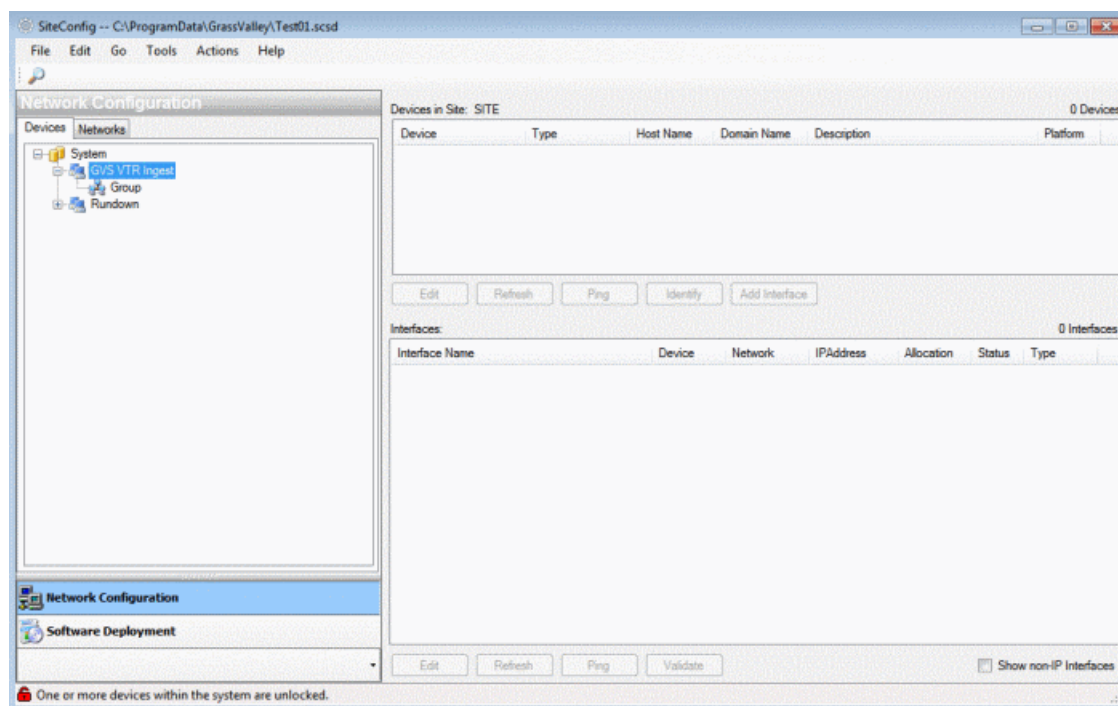 SiteConfig -- C:\ProgramData\GrassValley\Test01.scsd
File Edit Go Tools Actions Help
Network Configuration
Devices Networks
System
GVS VTR Ingest
Group
Rundown
Network Configuration
Software Deployment
Devices in Site: SITE 0 Devices
Device Type Host Name Domain Name Description Platform
Edit Refresh Ping Identify Add Interface
Interfaces: 0 Interfaces
Interface Name Device Network IPAddress Allocation Status Type
Edit Refresh Ping Validate Show non-IP Interfaces
One or more devices within the system are unlocked.